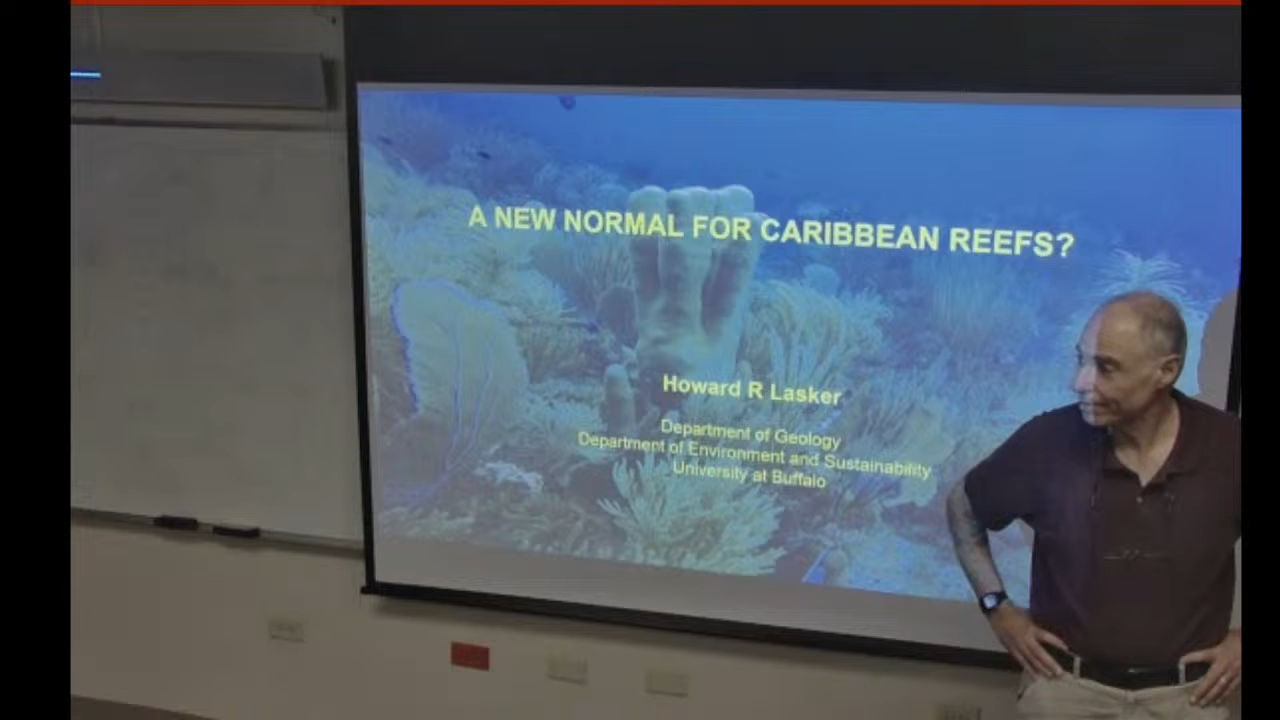 A NEW NORMAL FOR CARIBBEAN REEFS?
Howard R Lasker
Department of Geology
Department of Environment and Sustainability
University at Buffalo